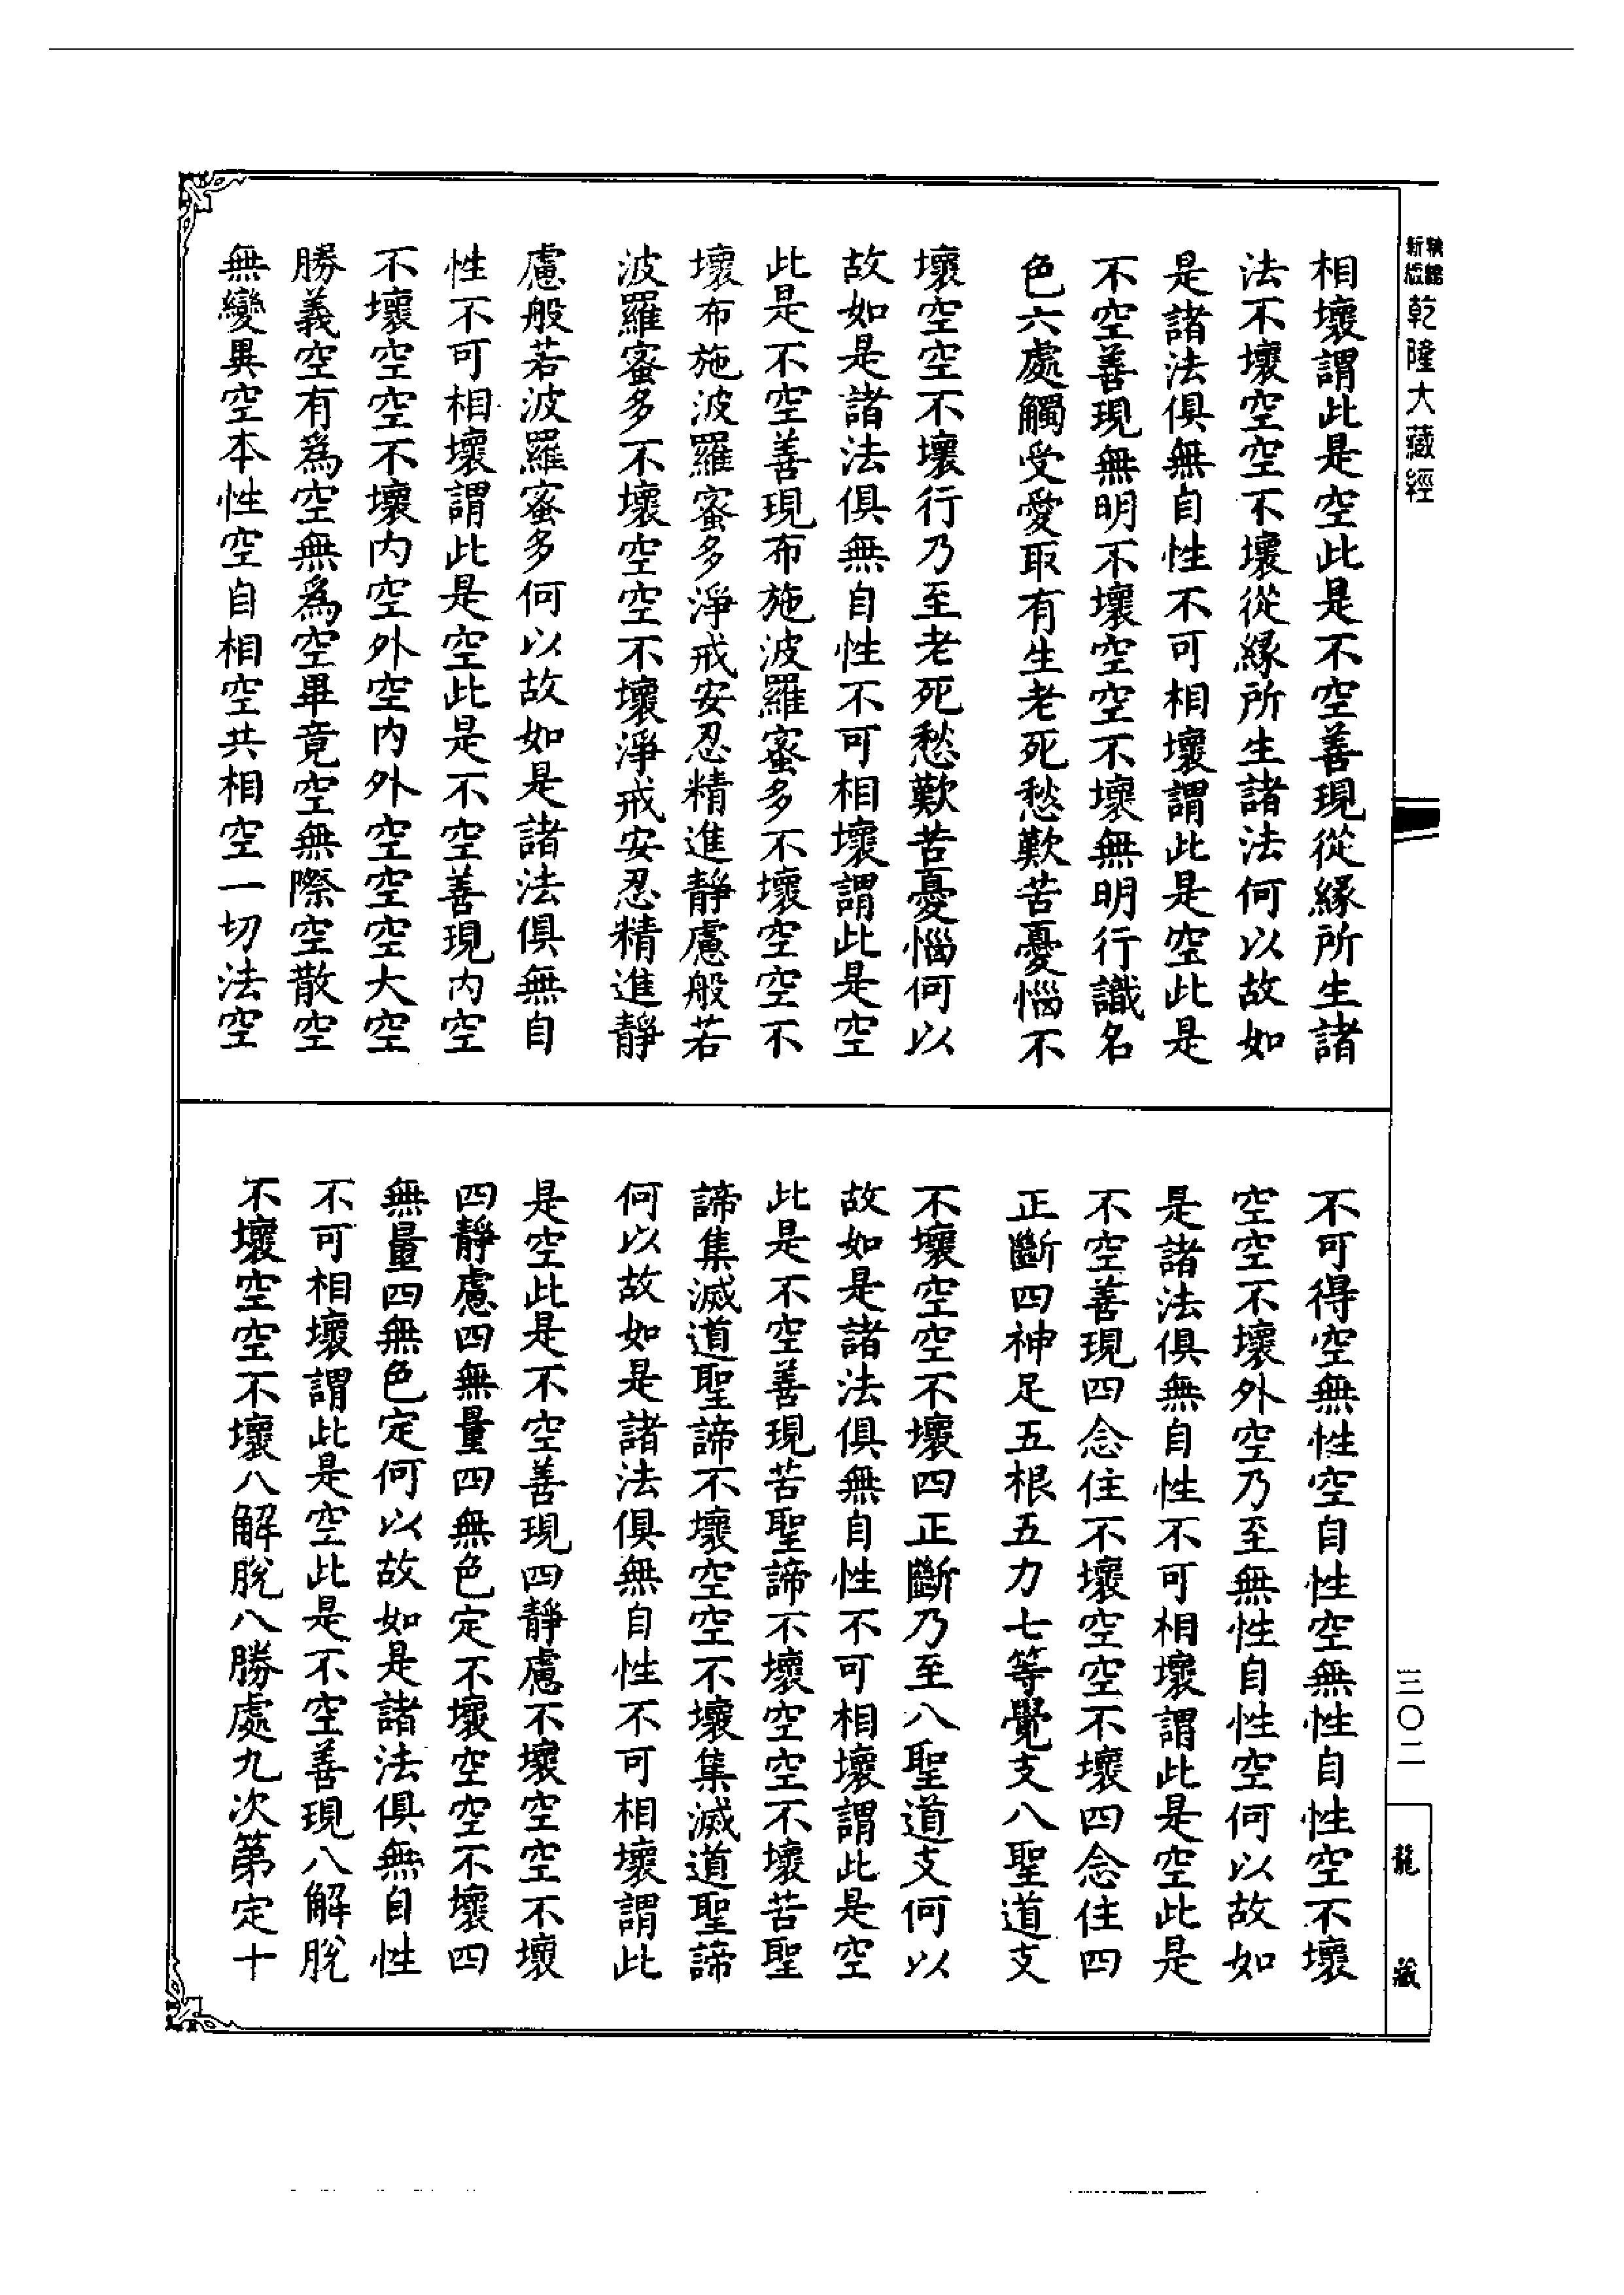 新編縮版乾隆大藏經
相壞謂此是空此是不空善現從緣所生諸
法不壞空空不壞從緣所生諸法何以故如
是諸法俱無自性不可相壞謂此是空此是
不空善現無明不壞空空不壞無明行識名
色六處觸受愛取有生老死愁歎苦憂惱不
壞空空不壞行乃至老死愁歎苦憂惱何以
故如是諸法俱無自性不可相壞謂此是空
此是不空善現布施波羅蜜多不壞空空不
壞布施波羅蜜多淨戒安忍精進靜慮般若
波羅蜜多不壞空空不壞淨戒安忍精進靜
慮般若波羅蜜多何以故如是諸法俱無自
性不可相壞謂此是空此是不空善現內空
不壞空空不壞內空外空內外空空空大空
勝義空有為空無為空畢竟空無際空散空
無變異空本性空自相空共相空一切法空
不可得空無性空自性空無性自性空不壞
空空不壞外空乃至無性自性空何以故如
是諸法俱無自性不可相壞謂此是空此是
不空善現四念住不壞空空不壞四念住四
正斷四神足五根五力七等覺支八聖道支
不壞空空不壞四正斷乃至八聖道支何以
故如是諸法俱無自性不可相壞謂此是空
此是不空善現苦聖諦不壞空空不壞苦聖
諦集滅道聖諦不壞空空不壞集滅道聖諦
何以故如是諸法俱無自性不可相壞謂此
是空此是不空善現四靜慮不壞空空不壞
四靜慮四無量四無色定不壞空空不壞四
無量四無色定何以故如是諸法俱無自性
不可相壞謂此是空此是不空善現八解脫
不壞空空不壞八解脫八勝處九次第定十
三〇二
龍藏